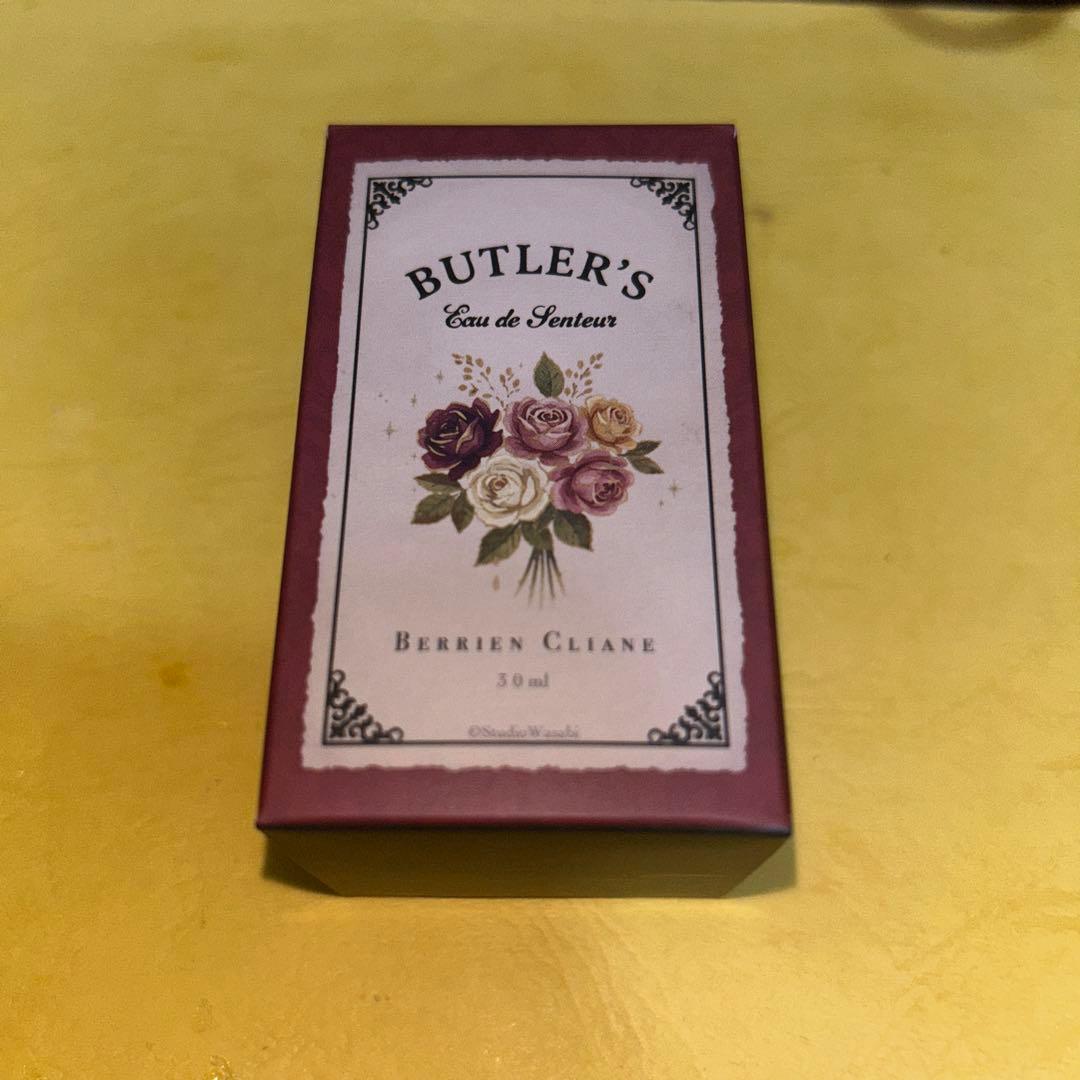 BUTLER'S
Eau de Senteur
BERRIEN CLIANE
30ml
©StudioWasabi